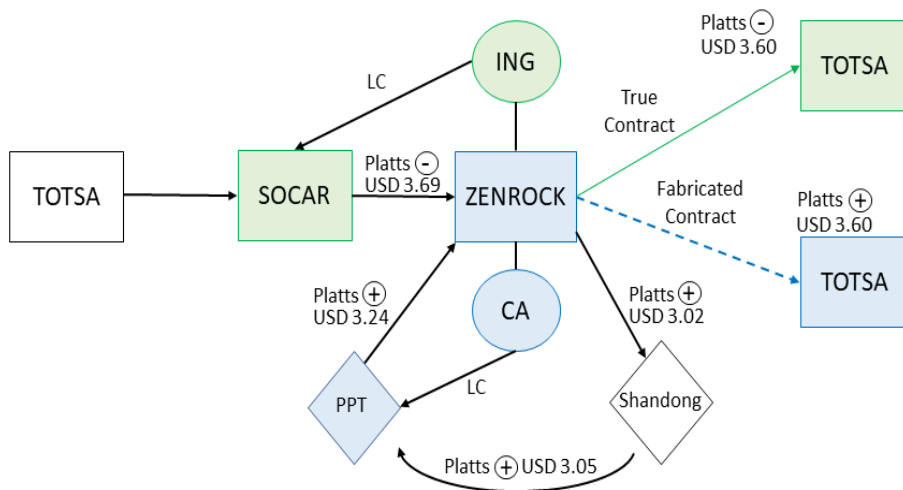 Platts ⊖
USD 3.60
ING
TOTSA
LC
True
Contract
Platts ⊖
USD 3.69
TOTSA
SOCAR
ZENROCK
Fabricated
Contract
Platts ⊕
USD 3.60
TOTSA
Platts ⊕
USD 3.24
CA
Platts ⊕
USD 3.02
LC
PPT
Shandong
Platts ⊕ USD 3.05